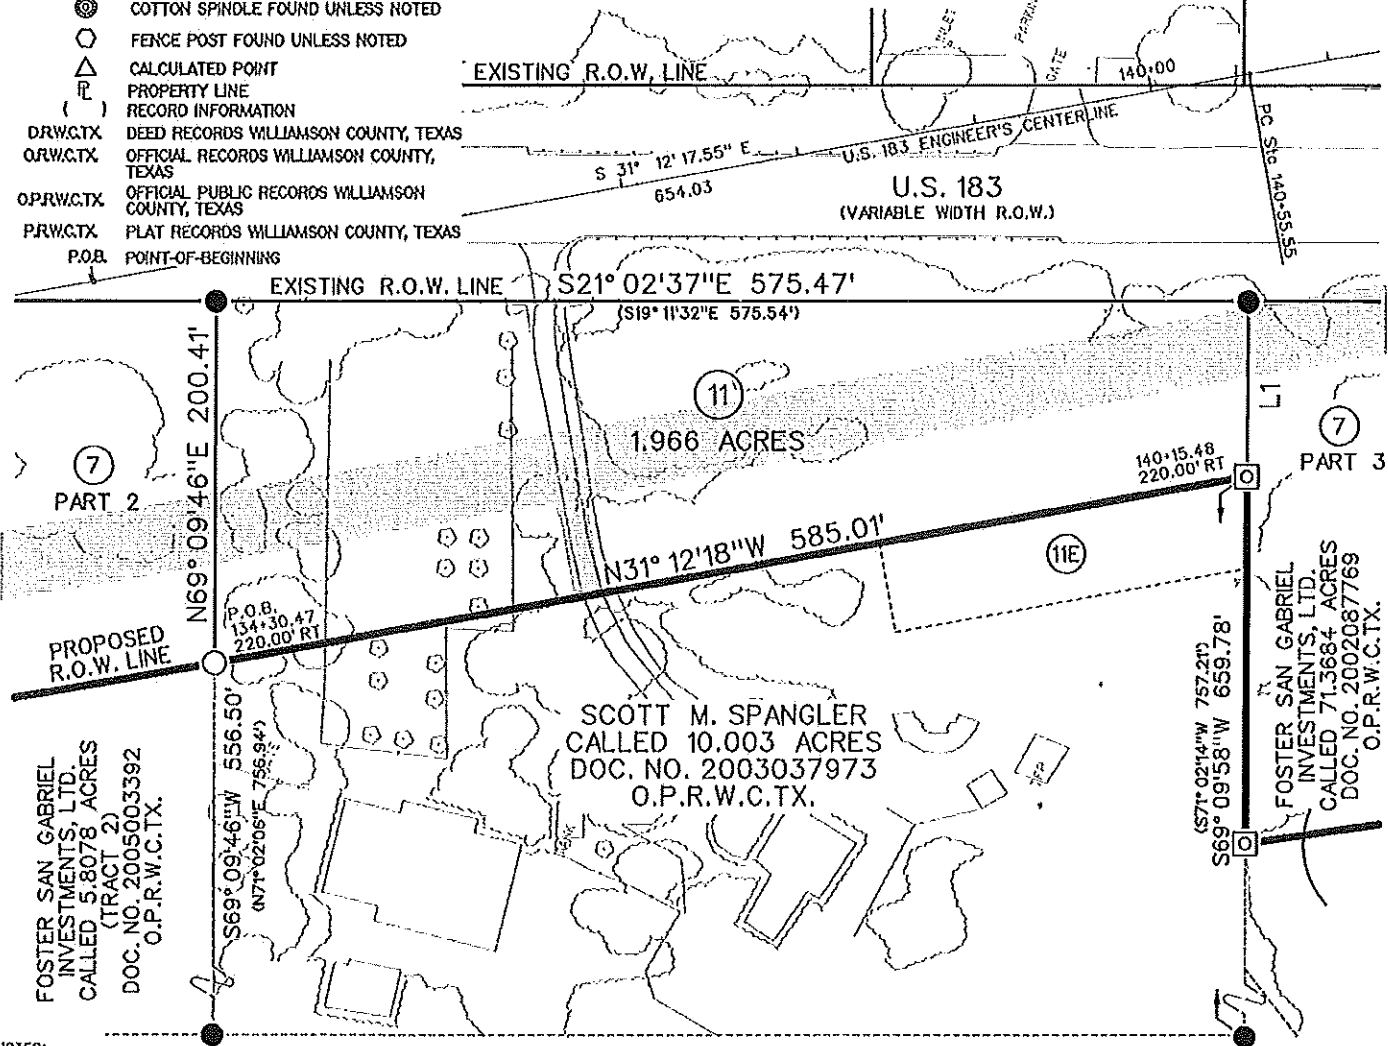 COTTON SPINDLE FOUND UNLESS NOTED
FENCE POST FOUND UNLESS NOTED
CALCULATED POINT
PROPERTY LINE
( ) RECORD INFORMATION
D.R.W.C.TX. DEED RECORDS WILLIAMSON COUNTY, TEXAS
O.R.W.C.TX. OFFICIAL RECORDS WILLIAMSON COUNTY,
TEXAS
O.P.R.W.C.TX. OFFICIAL PUBLIC RECORDS WILLIAMSON
COUNTY, TEXAS
P.R.W.C.TX. PLAT RECORDS WILLIAMSON COUNTY, TEXAS
P.O.B. POINT-OF-BEGINNING
EXISTING R.O.W. LINE
GATE
140+00
S 31° 12' 17.55" E
654.03
U.S. 183 ENGINEER'S CENTERLINE
U.S. 183
(VARIABLE WIDTH R.O.W.)
PC Sta 140+55.55
EXISTING R.O.W. LINE
S21° 02'37"E 575.47'
(S19° 11'32"E 575.54')
N69° 09'46"E 200.41'
11
1.966 ACRES
L1
7
PART 2
7
PART 3
140+15.48
220.00' RT
N31° 12'18"W 585.01'
11E
P.O.B.
134+30.47
220.00' RT
PROPOSED
R.O.W. LINE
SCOTT M. SPANGLER
CALLED 10.003 ACRES
DOC. NO. 2003037973
O.P.R.W.C.TX.
S69° 09'46"W 556.50'
(N71° 02'06"E 756.94')
FOSTER SAN GABRIEL
INVESTMENTS, LTD.
CALLED 5.8078 ACRES
(TRACT 2)
DOC. NO. 2005003392
O.P.R.W.C.TX.
(S71° 02'14"W 757.21')
S69° 09'58"W 659.78'
FOSTER SAN GABRIEL
INVESTMENTS, LTD.
CALLED 71.3684 ACRES
DOC. NO. 2002087769
O.P.R.W.C.TX.